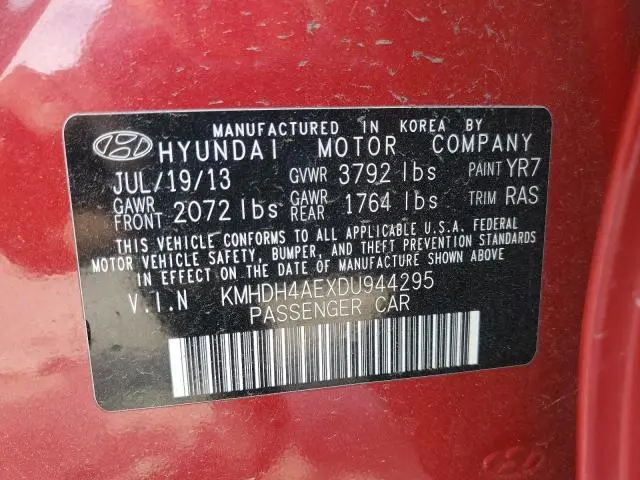 MANUFACTURED IN KOREA BY
HYUNDAI MOTOR COMPANY
JUL/19/13 GVWR 3792 lbs PAINT YR7
GAWR FRONT 2072 lbs GAWR REAR 1764 lbs TRIM RAS
THIS VEHICLE CONFORMS TO ALL APPLICABLE U.S.A. FEDERAL
MOTOR VEHICLE SAFETY, BUMPER, AND THEFT PREVENTION STANDARDS
IN EFFECT ON THE DATE OF MANUFACTURE SHOWN ABOVE
V.I.N KMHDH4AEXDU944295
PASSENGER CAR